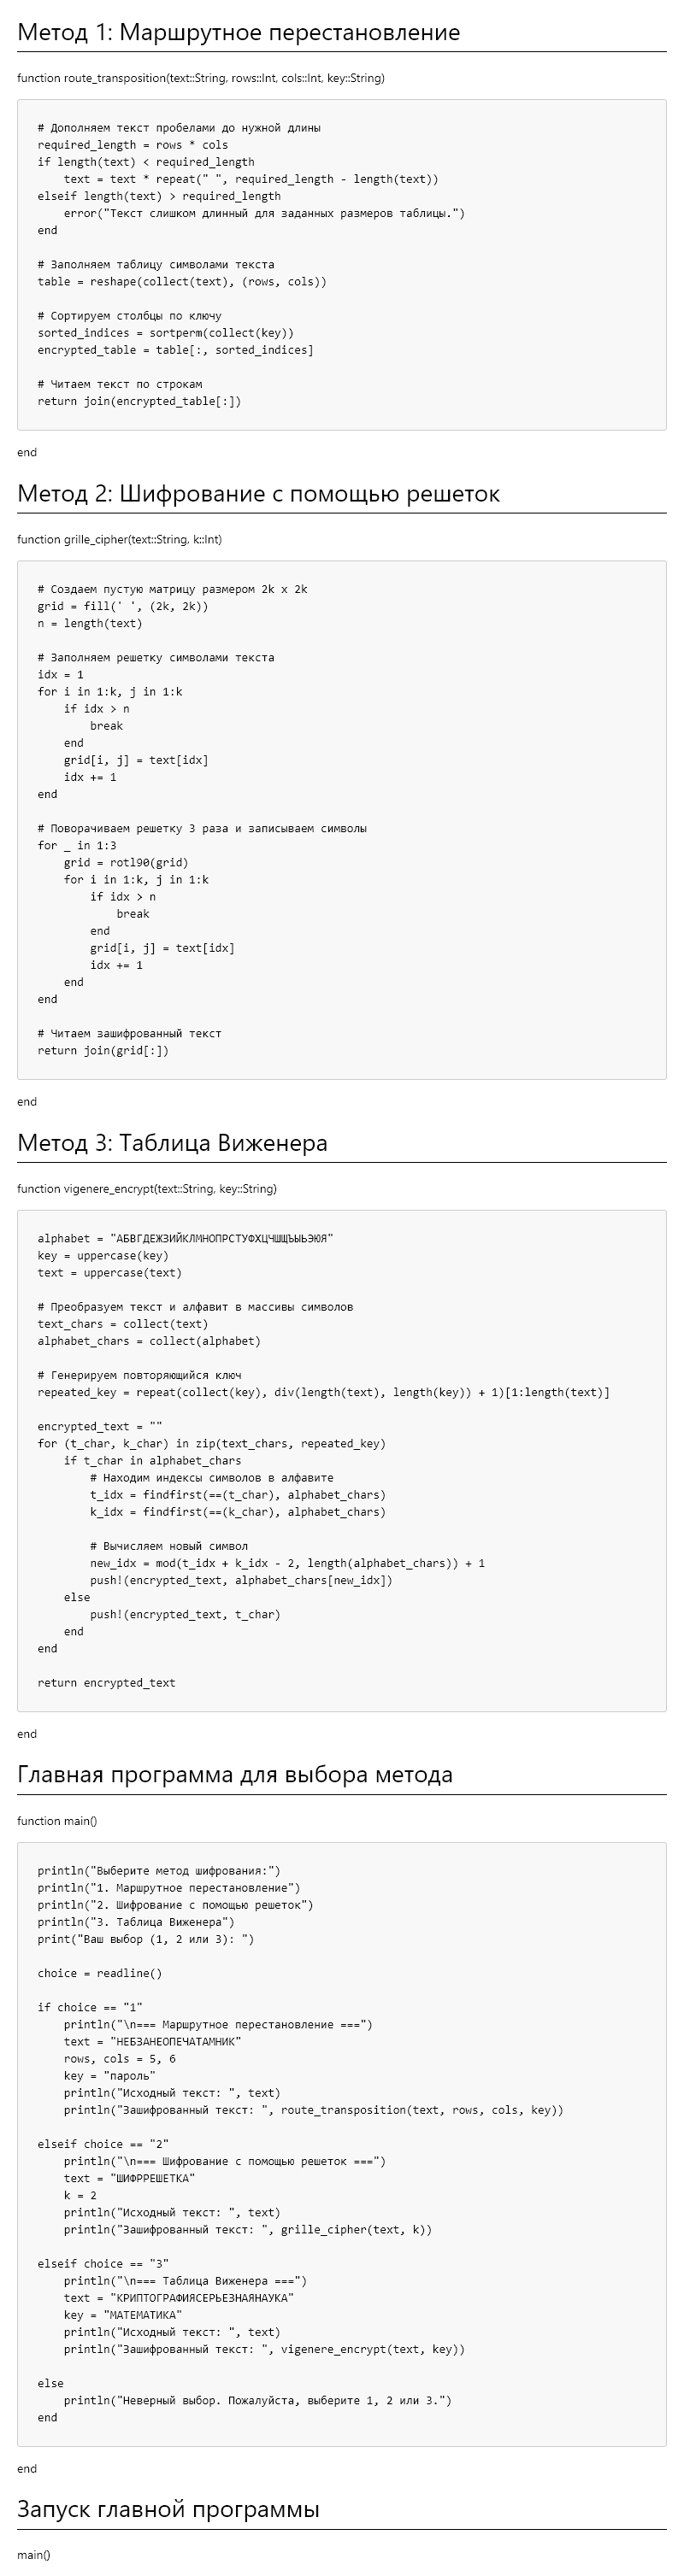 Метод 1: Маршрутное перестановление
function route_transposition(text::String, rows::Int, cols::Int, key::String)
# Дополняем текст пробелами до нужной длины
required_length = rows * cols
if length(text) < required_length
    text = text * repeat(" ", required_length - length(text))
elseif length(text) > required_length
    error("Текст слишком длинный для заданных размеров таблицы.")
end
# Заполняем таблицу символами текста
table = reshape(collect(text), (rows, cols))
# Сортируем столбцы по ключу
sorted_indices = sortperm(collect(key))
encrypted_table = table[:, sorted_indices]
# Читаем текст по строкам
return join(encrypted_table[:])
end
Метод 2: Шифрование с помощью решеток
function grille_cipher(text::String, k::Int)
# Создаем пустую матрицу размером 2k x 2k
grid = fill(' ', (2k, 2k))
n = length(text)
# Заполняем решетку символами текста
idx = 1
for i in 1:k, j in 1:k
    if idx > n
        break
    end
    grid[i, j] = text[idx]
    idx += 1
end
# Поворачиваем решетку 3 раза и записываем символы
for _ in 1:3
    grid = rotl90(grid)
    for i in 1:k, j in 1:k
        if idx > n
            break
        end
        grid[i, j] = text[idx]
        idx += 1
    end
end
# Читаем зашифрованный текст
return join(grid[:])
end
Метод 3: Таблица Виженера
function vigenere_encrypt(text::String, key::String)
alphabet = "АБВГДЕЖЗИЙКЛМНОПРСТУФХЦЧШЩЪЫЬЭЮЯ"
key = uppercase(key)
text = uppercase(text)
# Преобразуем текст и алфавит в массивы символов
text_chars = collect(text)
alphabet_chars = collect(alphabet)
# Генерируем повторяющийся ключ
repeated_key = repeat(collect(key), div(length(text), length(key)) + 1)[1:length(text)]
encrypted_text = ""
for (t_char, k_char) in zip(text_chars, repeated_key)
    if t_char in alphabet_chars
        # Находим индексы символов в алфавите
        t_idx = findfirst(==(t_char), alphabet_chars)
        k_idx = findfirst(==(k_char), alphabet_chars)
        # Вычисляем новый символ
        new_idx = mod(t_idx + k_idx - 2, length(alphabet_chars)) + 1
        push!(encrypted_text, alphabet_chars[new_idx])
    else
        push!(encrypted_text, t_char)
    end
end
return encrypted_text
end
Главная программа для выбора метода
function main()
println("Выберите метод шифрования:")
println("1. Маршрутное перестановление")
println("2. Шифрование с помощью решеток")
println("3. Таблица Виженера")
print("Ваш выбор (1, 2 или 3): ")
choice = readline()
if choice == "1"
    println("\n=== Маршрутное перестановление ===")
    text = "НЕБЗАНЕОПЕЧАТАМНИК"
    rows, cols = 5, 6
    key = "пароль"
    println("Исходный текст: ", text)
    println("Зашифрованный текст: ", route_transposition(text, rows, cols, key))
elseif choice == "2"
    println("\n=== Шифрование с помощью решеток ===")
    text = "ШИФРРЕШЕТКА"
    k = 2
    println("Исходный текст: ", text)
    println("Зашифрованный текст: ", grille_cipher(text, k))
elseif choice == "3"
    println("\n=== Таблица Виженера ===")
    text = "КРИПТОГРАФИЯСЕРЬЕЗНАЯНАУКА"
    key = "МАТЕМАТИКА"
    println("Исходный текст: ", text)
    println("Зашифрованный текст: ", vigenere_encrypt(text, key))
else
    println("Неверный выбор. Пожалуйста, выберите 1, 2 или 3.")
end
end
Запуск главной программы
main()